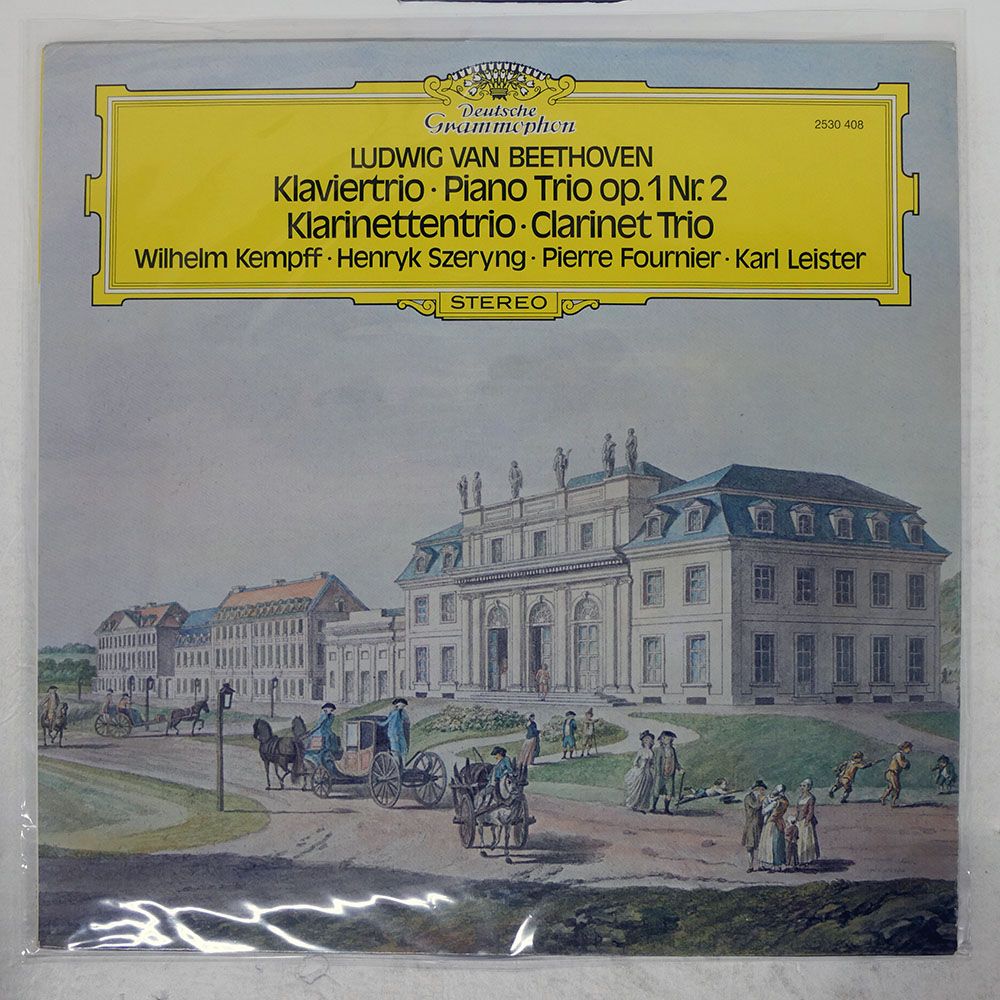 Deutsche
Grammophon
2530 408
LUDWIG VAN BEETHOVEN
Klaviertrio · Piano Trio op. 1 Nr. 2
Klarinettentrio · Clarinet Trio
Wilhelm Kempff · Henryk Szeryng · Pierre Fournier · Karl Leister
STEREO